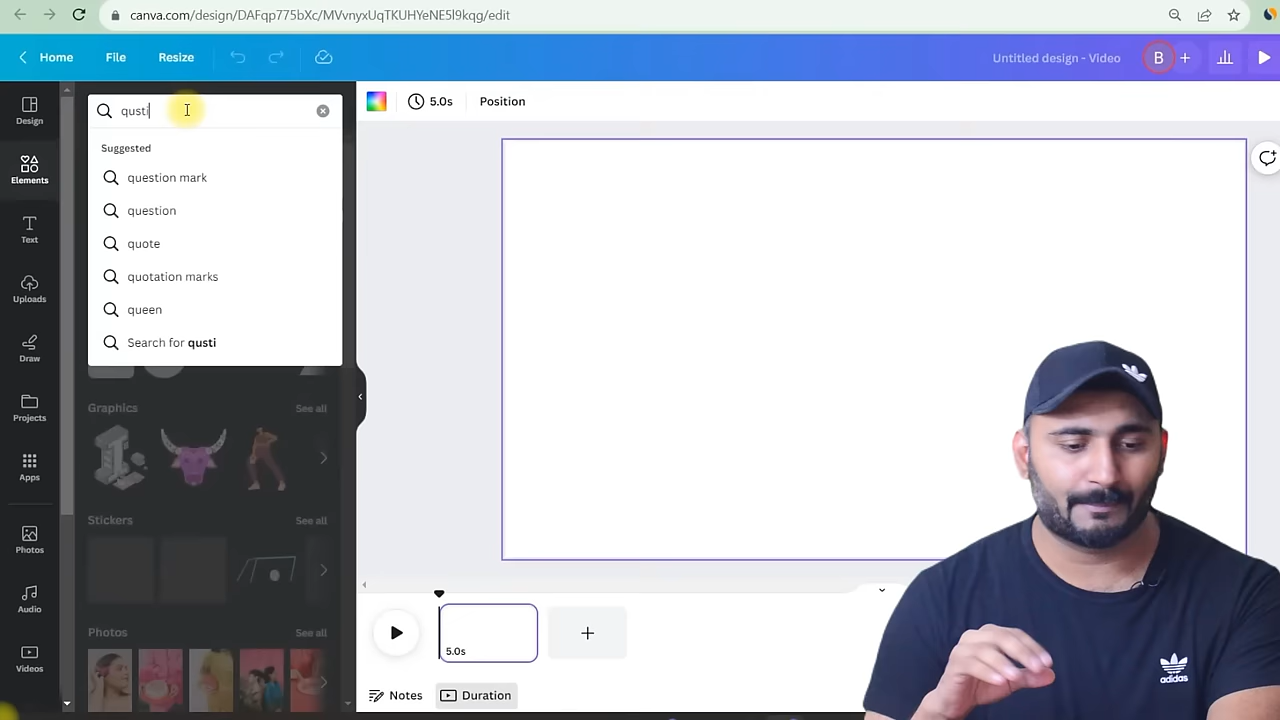 canva.com/design/DAFqp775bXc/MVvnyxUqTKUHYeNE5l9kqg/edit
Home
File
Resize
Untitled design - Video
B
Design
Elements
Text
Uploads
Draw
Projects
Apps
Photos
Audio
Videos
qusti
Suggested
question mark
question
quote
quotation marks
queen
Search for qusti
Graphics
See all
Stickers
See all
Photos
See all
5.0s
Position
5.0s
Notes
Duration
adidas